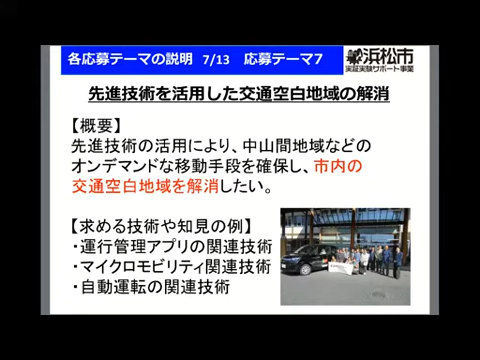 各応募テーマの説明 7/13 応募テーマ7
浜松市
実証実験サポート事業
先進技術を活用した交通空白地域の解消
【概要】
先進技術の活用により、中山間地域などの
オンデマンドな移動手段を確保し、市内の
交通空白地域を解消したい。
【求める技術や知見の例】
・運行管理アプリの関連技術
・マイクロモビリティ関連技術
・自動運転の関連技術